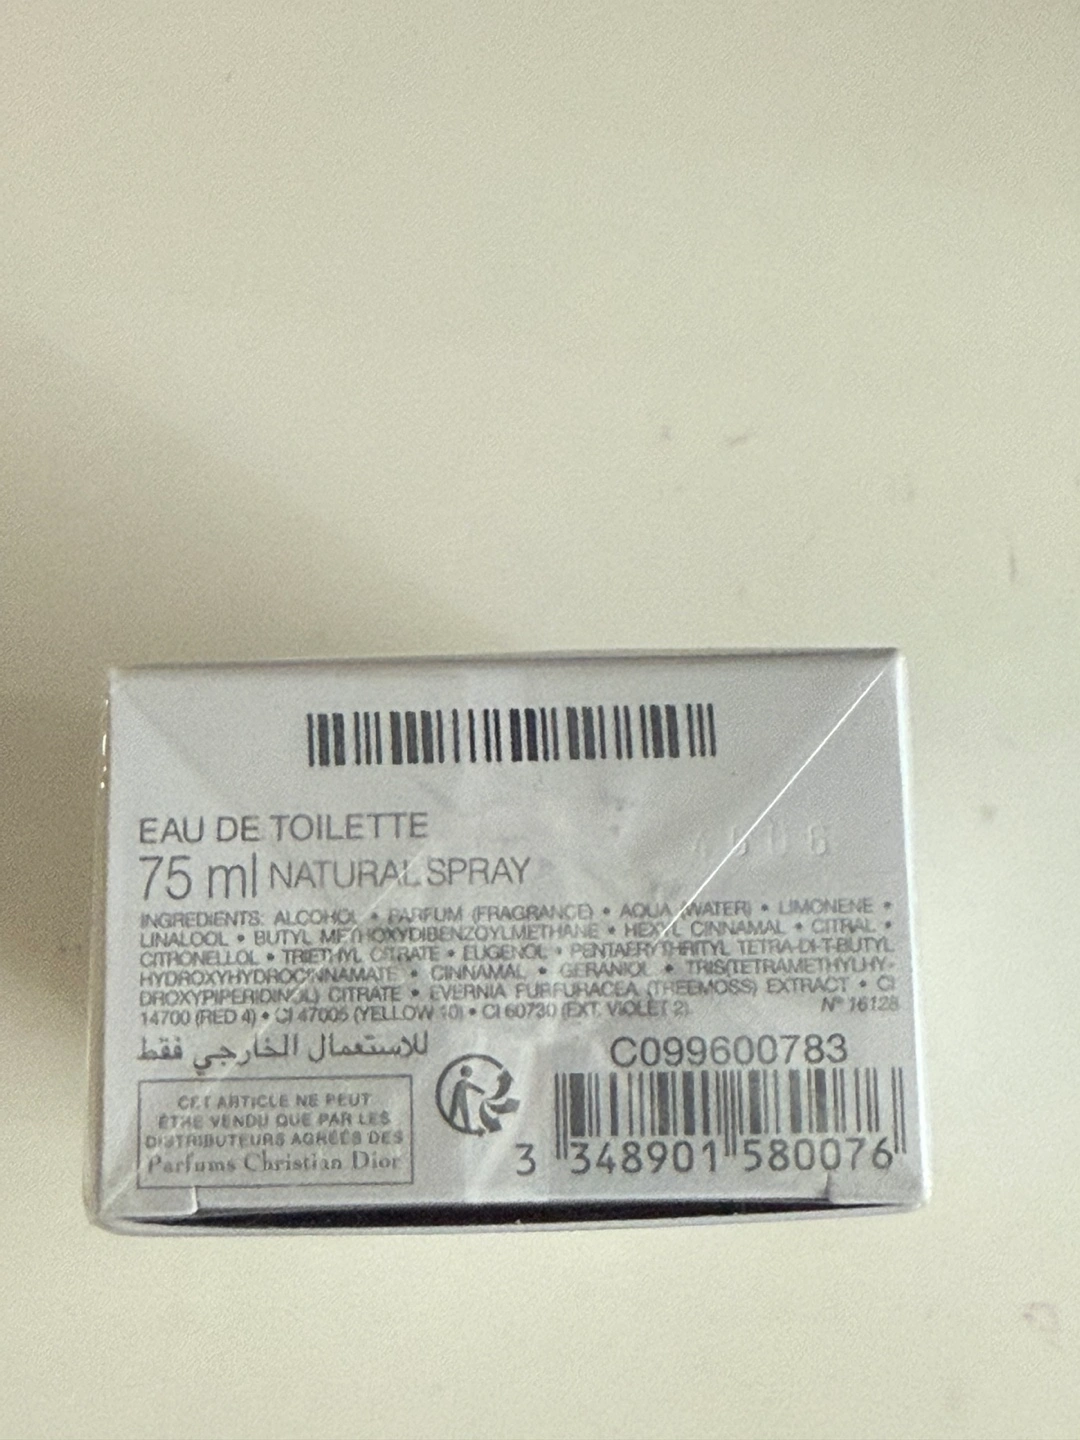 EAU DE TOILETTE
75 ml NATURAL SPRAY
INGREDIENTS: ALCOHOL • PARFUM (FRAGRANCE) • AQUA (WATER) • LIMONENE •
LINALOOL • BUTYL METHOXYDIBENZOYLMETHANE • HEXYL CINNAMAL • CITRAL •
CITRONELLOL • TRIETHYL CITRATE • EUGENOL • PENTAERYTHRITYL TETRA-DI-T-BUTYL
HYDROXYHYDROCINNAMATE • CINNAMAL • GERANIOL • TRIS(TETRAMETHYLHY-
DROXYPIPERIDINOL) CITRATE • EVERNIA FURFURACEA (TREEMOSS) EXTRACT • CI
14700 (RED 4) • CI 47005 (YELLOW 10) • CI 60730 (EXT. VIOLET 2). N° 16128
للاستعمال الخارجي فقط
CET ARTICLE NE PEUT
ÊTRE VENDU QUE PAR LES
DISTRIBUTEURS AGRÉÉS DES
Parfums Christian Dior
C099600783
3 348901 580076